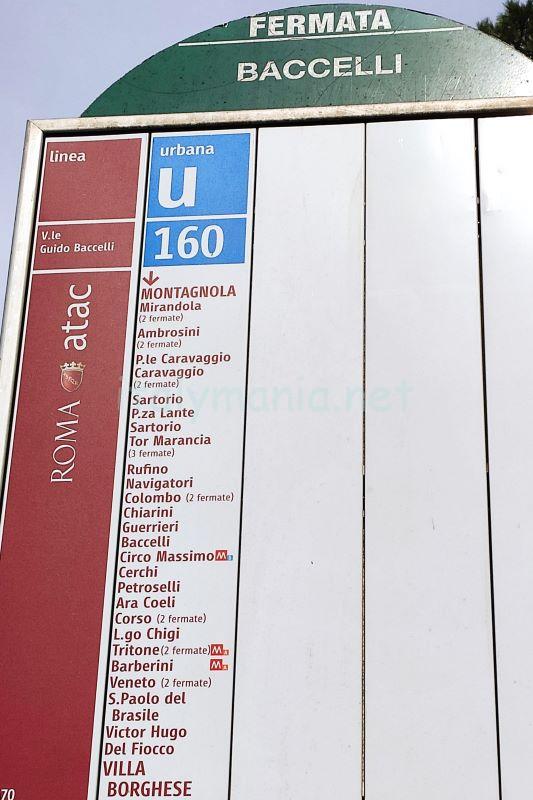 FERMATA
BACCELLI
linea
V.le
Guido Baccelli
atac
ROMA
urbana
u
160
MONTAGNOLA
Mirandola
(2 fermate)
Ambrosini
(2 fermate)
P.le Caravaggio
Caravaggio
(2 fermate)
Sartorio
P.za Lante
Sartorio
Tor Marancia
(3 fermate)
Rufino
Navigatori
Colombo (2 fermate)
Chiarini
Guerrieri
Baccelli
Circo Massimo M B
Cerchi
Petroselli
Ara Coeli
Corso (2 fermate)
L.go Chigi
Tritone (2 fermate) M A
Barberini M A
Veneto (2 fermate)
S.Paolo del
Brasile
Victor Hugo
Del Fiocco
VILLA
BORGHESE
70